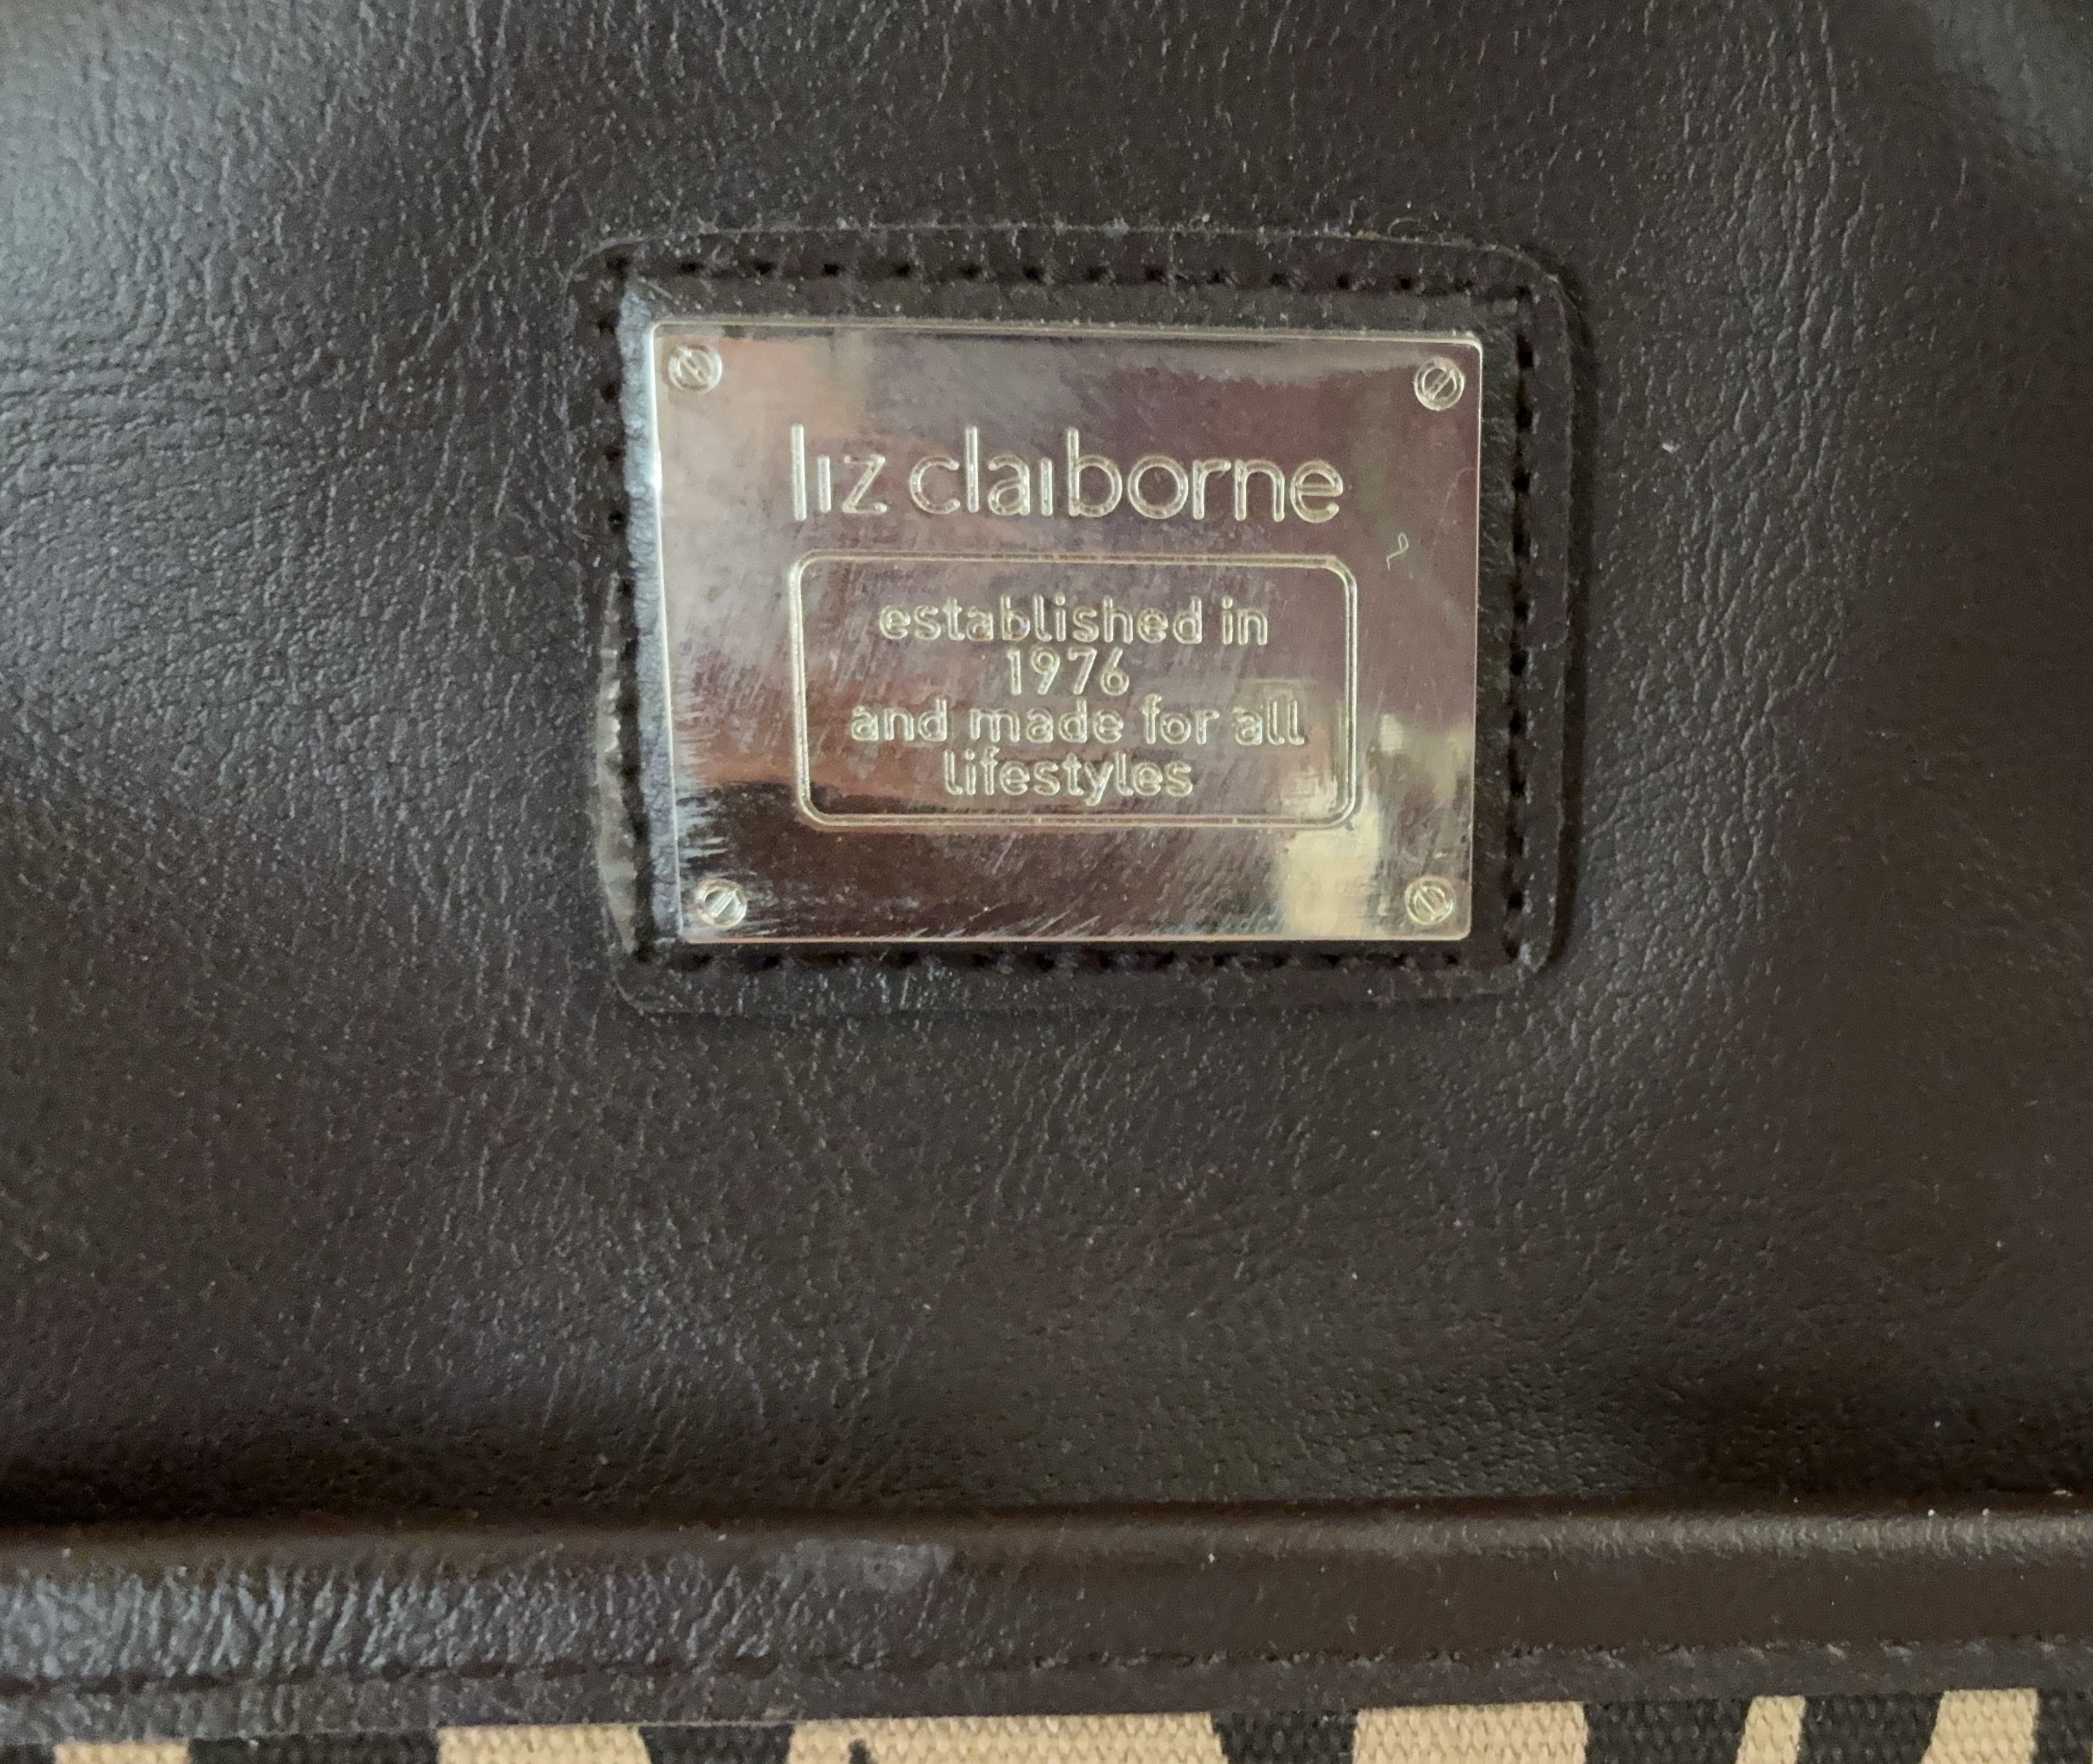 liz claiborne
established in
1976
and made for all
lifestyles